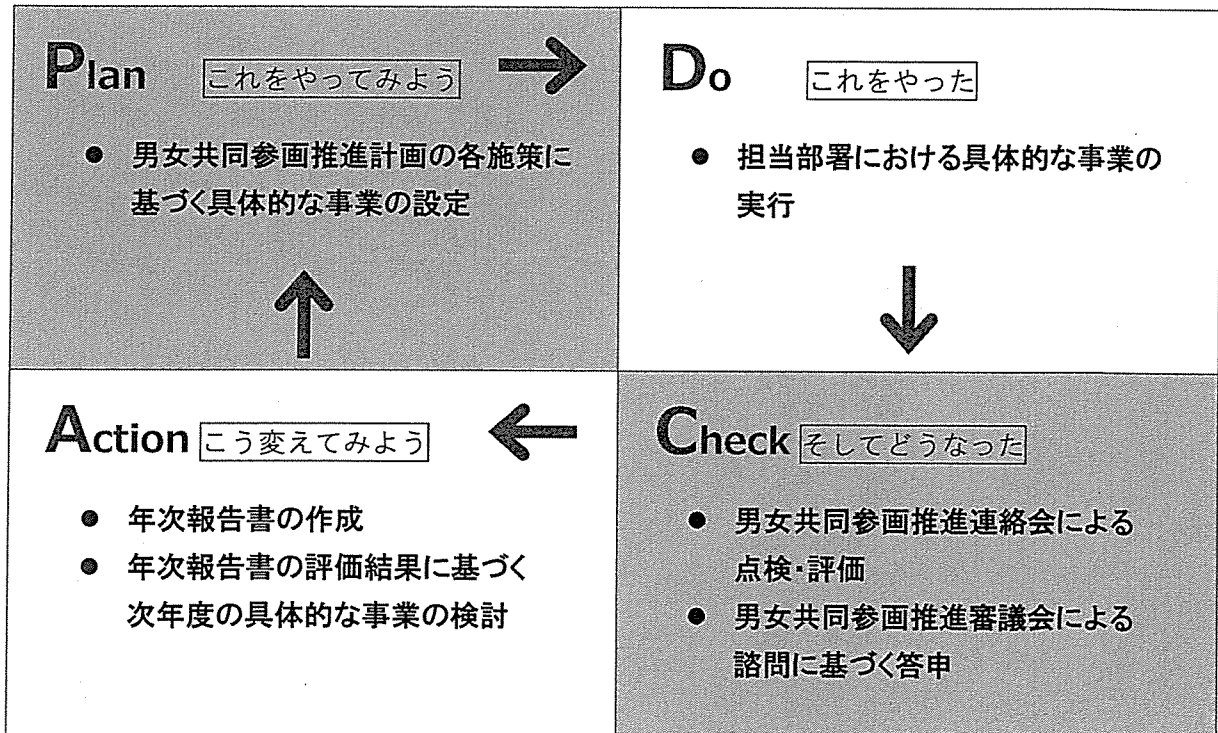 Plan これをやってみよう
● 男女共同参画推進計画の各施策に
基づく具体的な事業の設定
Do これをやった
● 担当部署における具体的な事業の
実行
Action こう変えてみよう
● 年次報告書の作成
● 年次報告書の評価結果に基づく
次年度の具体的な事業の検討
Check そしてどうなった
● 男女共同参画推進連絡会による
点検・評価
● 男女共同参画推進審議会による
諮問に基づく答申